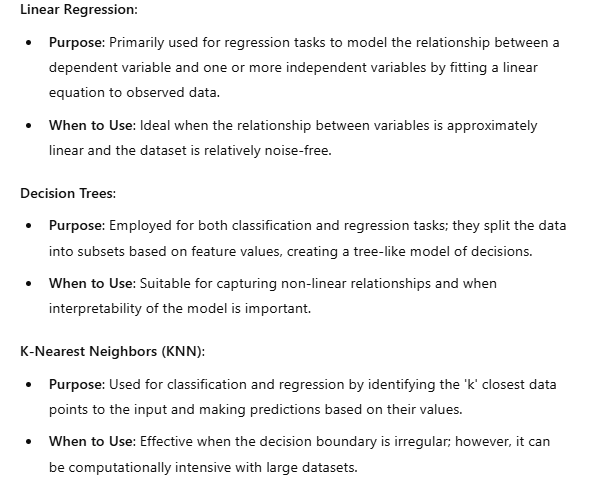 Linear Regression:
• Purpose: Primarily used for regression tasks to model the relationship between a
dependent variable and one or more independent variables by fitting a linear
equation to observed data.
• When to Use: Ideal when the relationship between variables is approximately
linear and the dataset is relatively noise-free.
Decision Trees:
• Purpose: Employed for both classification and regression tasks; they split the data
into subsets based on feature values, creating a tree-like model of decisions.
• When to Use: Suitable for capturing non-linear relationships and when
interpretability of the model is important.
K-Nearest Neighbors (KNN):
• Purpose: Used for classification and regression by identifying the 'k' closest data
points to the input and making predictions based on their values.
• When to Use: Effective when the decision boundary is irregular; however, it can
be computationally intensive with large datasets.